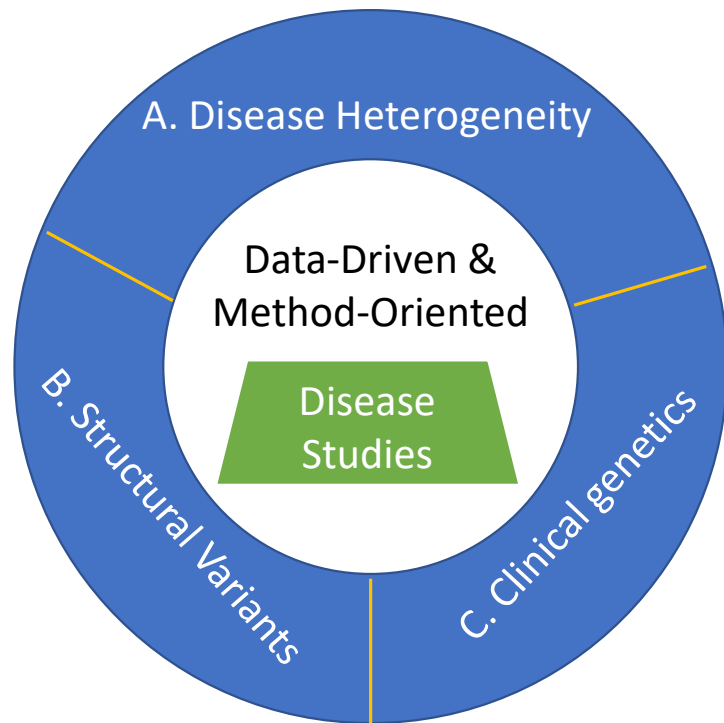 A. Disease Heterogeneity
Data-Driven &
Method-Oriented
Disease
Studies
B. Structural Variants
C. Clinical genetics